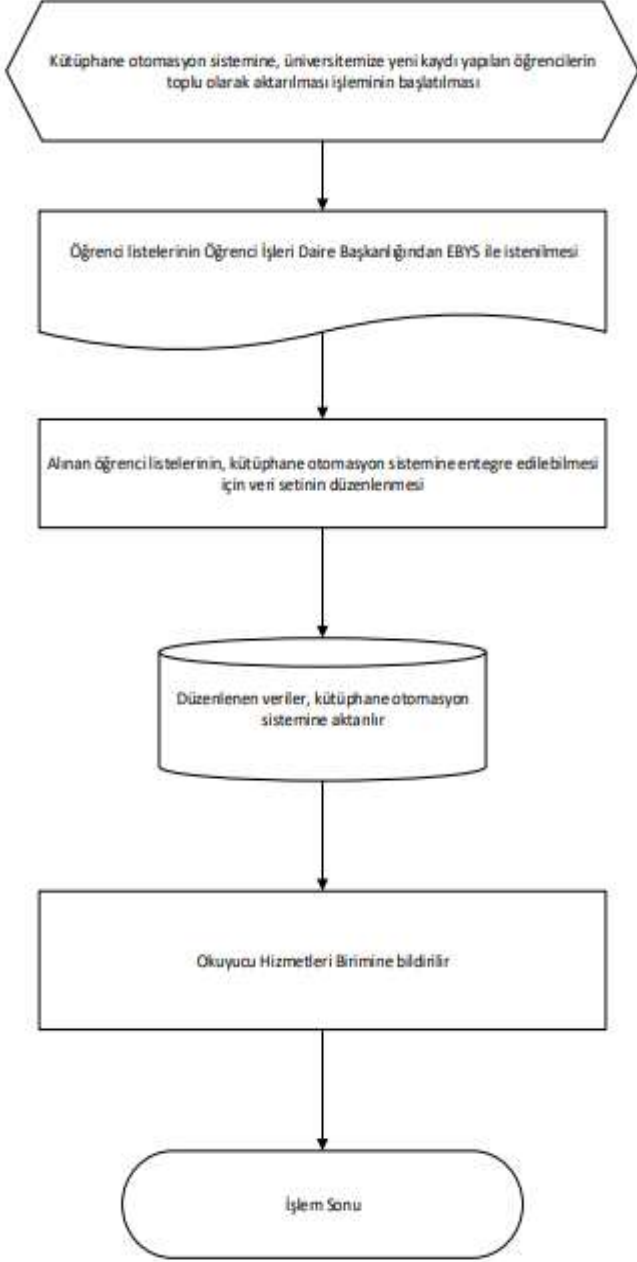 Kütüphane otomasyon sistemine, üniversitemize yeni kaydı yapılan öğrencilerin
toplu olarak aktarılması işleminin başlatılması
Öğrenci listelerinin Öğrenci İşleri Daire Başkanlığından EBYS ile istenilmesi
Alınan öğrenci listelerinin, kütüphane otomasyon sistemine entegre edilebilmesi
için veri setinin düzenlenmesi
Düzenlenen veriler, kütüphane otomasyon
sistemine aktarılır
Okuyucu Hizmetleri Birimine bildirilir
İşlem Sonu